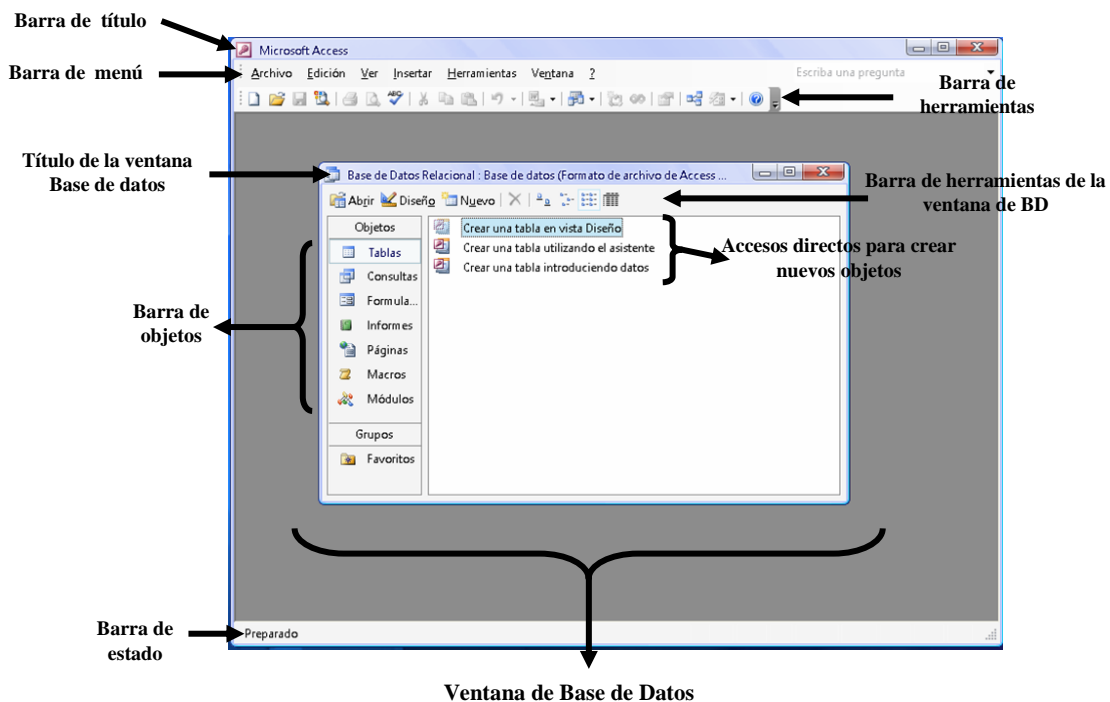 Barra de título
Microsoft Access
Barra de menú
Archivo Edición Ver Insertar Herramientas Ventana ?
Escriba una pregunta
Barra de
herramientas
ABC
Título de la ventana
Base de datos
Base de Datos Relacional : Base de datos (Formato de archivo de Access ...
Barra de herramientas de la
ventana de BD
Abrir Diseño Nuevo
Objetos
Tablas
Consultas
Formula...
Informes
Páginas
Macros
Módulos
Grupos
Favoritos
Crear una tabla en vista Diseño
Crear una tabla utilizando el asistente
Crear una tabla introduciendo datos
Accesos directos para crear
nuevos objetos
Barra de
objetos
Barra de
estado
Preparado
Ventana de Base de Datos